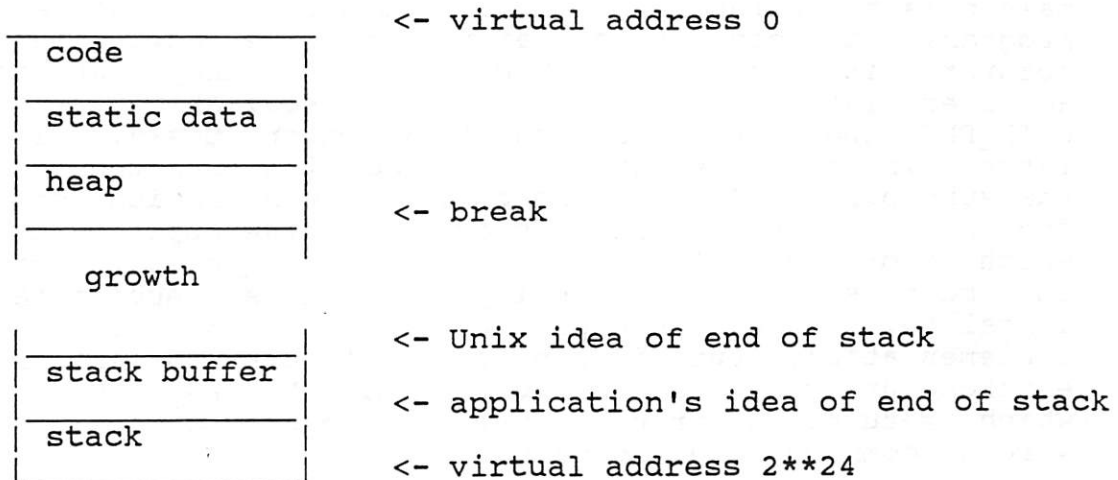 <- virtual address 0
code
static data
heap
<- break
growth
<- Unix idea of end of stack
stack buffer
<- application's idea of end of stack
stack
<- virtual address 2**24